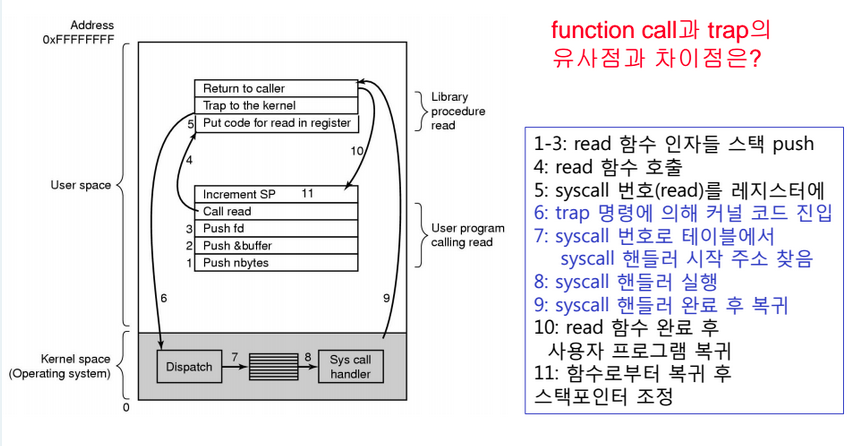 Address
0xFFFFFFFF
User space
Kernel space
(Operating system)
0
Return to caller
Trap to the kernel
5 Put code for read in register
Library
procedure
read
4
10
Increment SP 11
Call read
3 Push fd
2 Push &buffer
1 Push nbytes
User program
calling read
6
9
Dispatch
7
8
Sys call
handler
function call과 trap의
유사점과 차이점은?
1-3: read 함수 인자들 스택 push
4: read 함수 호출
5: syscall 번호(read)를 레지스터에
6: trap 명령에 의해 커널 코드 진입
7: syscall 번호로 테이블에서
syscall 핸들러 시작 주소 찾음
8: syscall 핸들러 실행
9: syscall 핸들러 완료 후 복귀
10: read 함수 완료 후
사용자 프로그램 복귀
11: 함수로부터 복귀 후
스택포인터 조정